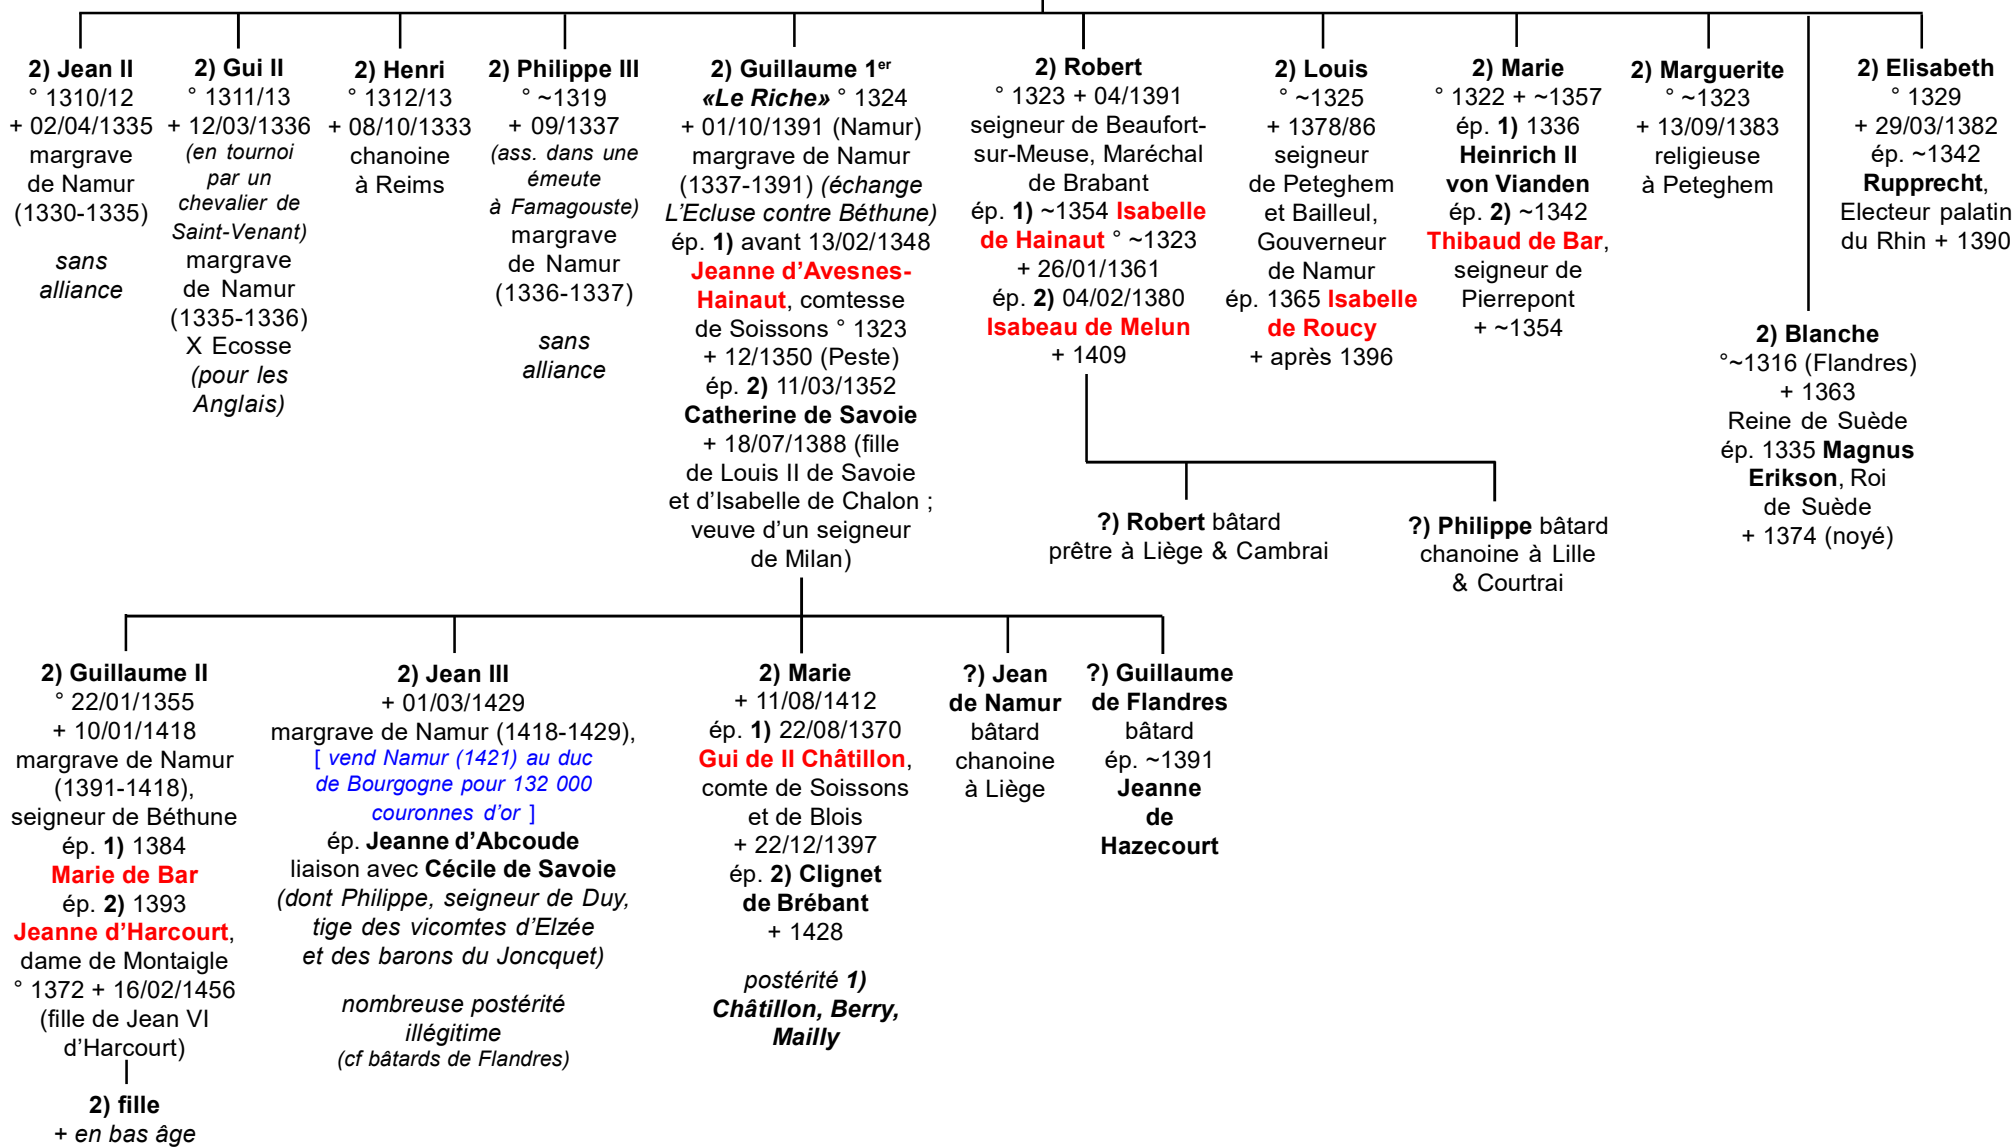 2) Jean II
° 1310/12
+ 02/04/1335
margrave
de Namur
(1330-1335)
sans
alliance
2) Gui II
° 1311/13
+ 12/03/1336
(en tournoi
par un
chevalier de
Saint-Venant)
margrave
de Namur
(1335-1336)
X Ecosse
(pour les
Anglais)
2) Henri
° 1312/13
+ 08/10/1333
chanoine
à Reims
2) Philippe III
° ~1319
+ 09/1337
(ass. dans une
émeute
à Famagouste)
margrave
de Namur
(1336-1337)
sans
alliance
2) Guillaume 1er
«Le Riche» ° 1324
+ 01/10/1391 (Namur)
margrave de Namur
(1337-1391) (échange
L'Ecluse contre Béthune)
ép. 1) avant 13/02/1348
Jeanne d'Avesnes-
Hainaut, comtesse
de Soissons ° 1323
+ 12/1350 (Peste)
ép. 2) 11/03/1352
Catherine de Savoie
+ 18/07/1388 (fille
de Louis II de Savoie
et d'Isabelle de Chalon ;
veuve d'un seigneur
de Milan)
2) Robert
° 1323 + 04/1391
seigneur de Beaufort-
sur-Meuse, Maréchal
de Brabant
ép. 1) ~1354 Isabelle
de Hainaut ° ~1323
+ 26/01/1361
ép. 2) 04/02/1380
Isabeau de Melun
+ 1409
2) Louis
° ~1325
+ 1378/86
seigneur
de Peteghem
et Bailleul,
Gouverneur
de Namur
ép. 1365 Isabelle
de Roucy
+ après 1396
2) Marie
° 1322 + ~1357
ép. 1) 1336
Heinrich II
von Vianden
ép. 2) ~1342
Thibaud de Bar,
seigneur de
Pierrepont
+ ~1354
2) Marguerite
° ~1323
+ 13/09/1383
religieuse
à Peteghem
2) Blanche
°~1316 (Flandres)
+ 1363
Reine de Suède
ép. 1335 Magnus
Erikson, Roi
de Suède
+ 1374 (noyé)
2) Elisabeth
° 1329
+ 29/03/1382
ép. ~1342
Rupprecht,
Electeur palatin
du Rhin + 1390
?) Robert bâtard
prêtre à Liège & Cambrai
?) Philippe bâtard
chanoine à Lille
& Courtrai
2) Guillaume II
° 22/01/1355
+ 10/01/1418
margrave de Namur
(1391-1418),
seigneur de Béthune
ép. 1) 1384
Marie de Bar
ép. 2) 1393
Jeanne d'Harcourt,
dame de Montaigle
° 1372 + 16/02/1456
(fille de Jean VI
d'Harcourt)
2) fille
+ en bas âge
2) Jean III
+ 01/03/1429
margrave de Namur (1418-1429),
[ vend Namur (1421) au duc
de Bourgogne pour 132 000
couronnes d'or ]
ép. Jeanne d'Abcoude
liaison avec Cécile de Savoie
(dont Philippe, seigneur de Duy,
tige des vicomtes d'Elzée
et des barons du Joncquet)
nombreuse postérité
illégitime
(cf bâtards de Flandres)
2) Marie
+ 11/08/1412
ép. 1) 22/08/1370
Gui de II Châtillon,
comte de Soissons
et de Blois
+ 22/12/1397
ép. 2) Clignet
de Brébant
+ 1428
postérité 1)
Châtillon, Berry,
Mailly
?) Jean
de Namur
bâtard
chanoine
à Liège
?) Guillaume
de Flandres
bâtard
ép. ~1391
Jeanne
de
Hazecourt